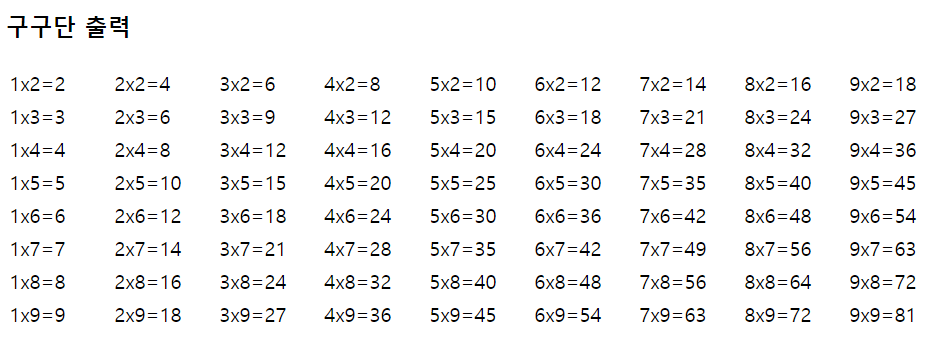 구구단 출력
1x2=2 2x2=4 3x2=6 4x2=8 5x2=10 6x2=12 7x2=14 8x2=16 9x2=18
1x3=3 2x3=6 3x3=9 4x3=12 5x3=15 6x3=18 7x3=21 8x3=24 9x3=27
1x4=4 2x4=8 3x4=12 4x4=16 5x4=20 6x4=24 7x4=28 8x4=32 9x4=36
1x5=5 2x5=10 3x5=15 4x5=20 5x5=25 6x5=30 7x5=35 8x5=40 9x5=45
1x6=6 2x6=12 3x6=18 4x6=24 5x6=30 6x6=36 7x6=42 8x6=48 9x6=54
1x7=7 2x7=14 3x7=21 4x7=28 5x7=35 6x7=42 7x7=49 8x7=56 9x7=63
1x8=8 2x8=16 3x8=24 4x8=32 5x8=40 6x8=48 7x8=56 8x8=64 9x8=72
1x9=9 2x9=18 3x9=27 4x9=36 5x9=45 6x9=54 7x9=63 8x9=72 9x9=81